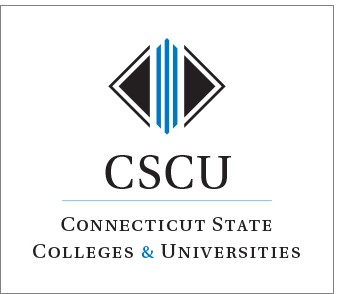 CSCU
Connecticut State
Colleges & Universities